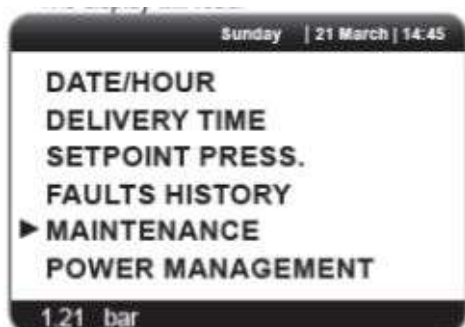 Sunday | 21 March | 14:45
DATE/HOUR
DELIVERY TIME
SETPOINT PRESS.
FAULTS HISTORY
▶ MAINTENANCE
POWER MANAGEMENT
1.21 bar